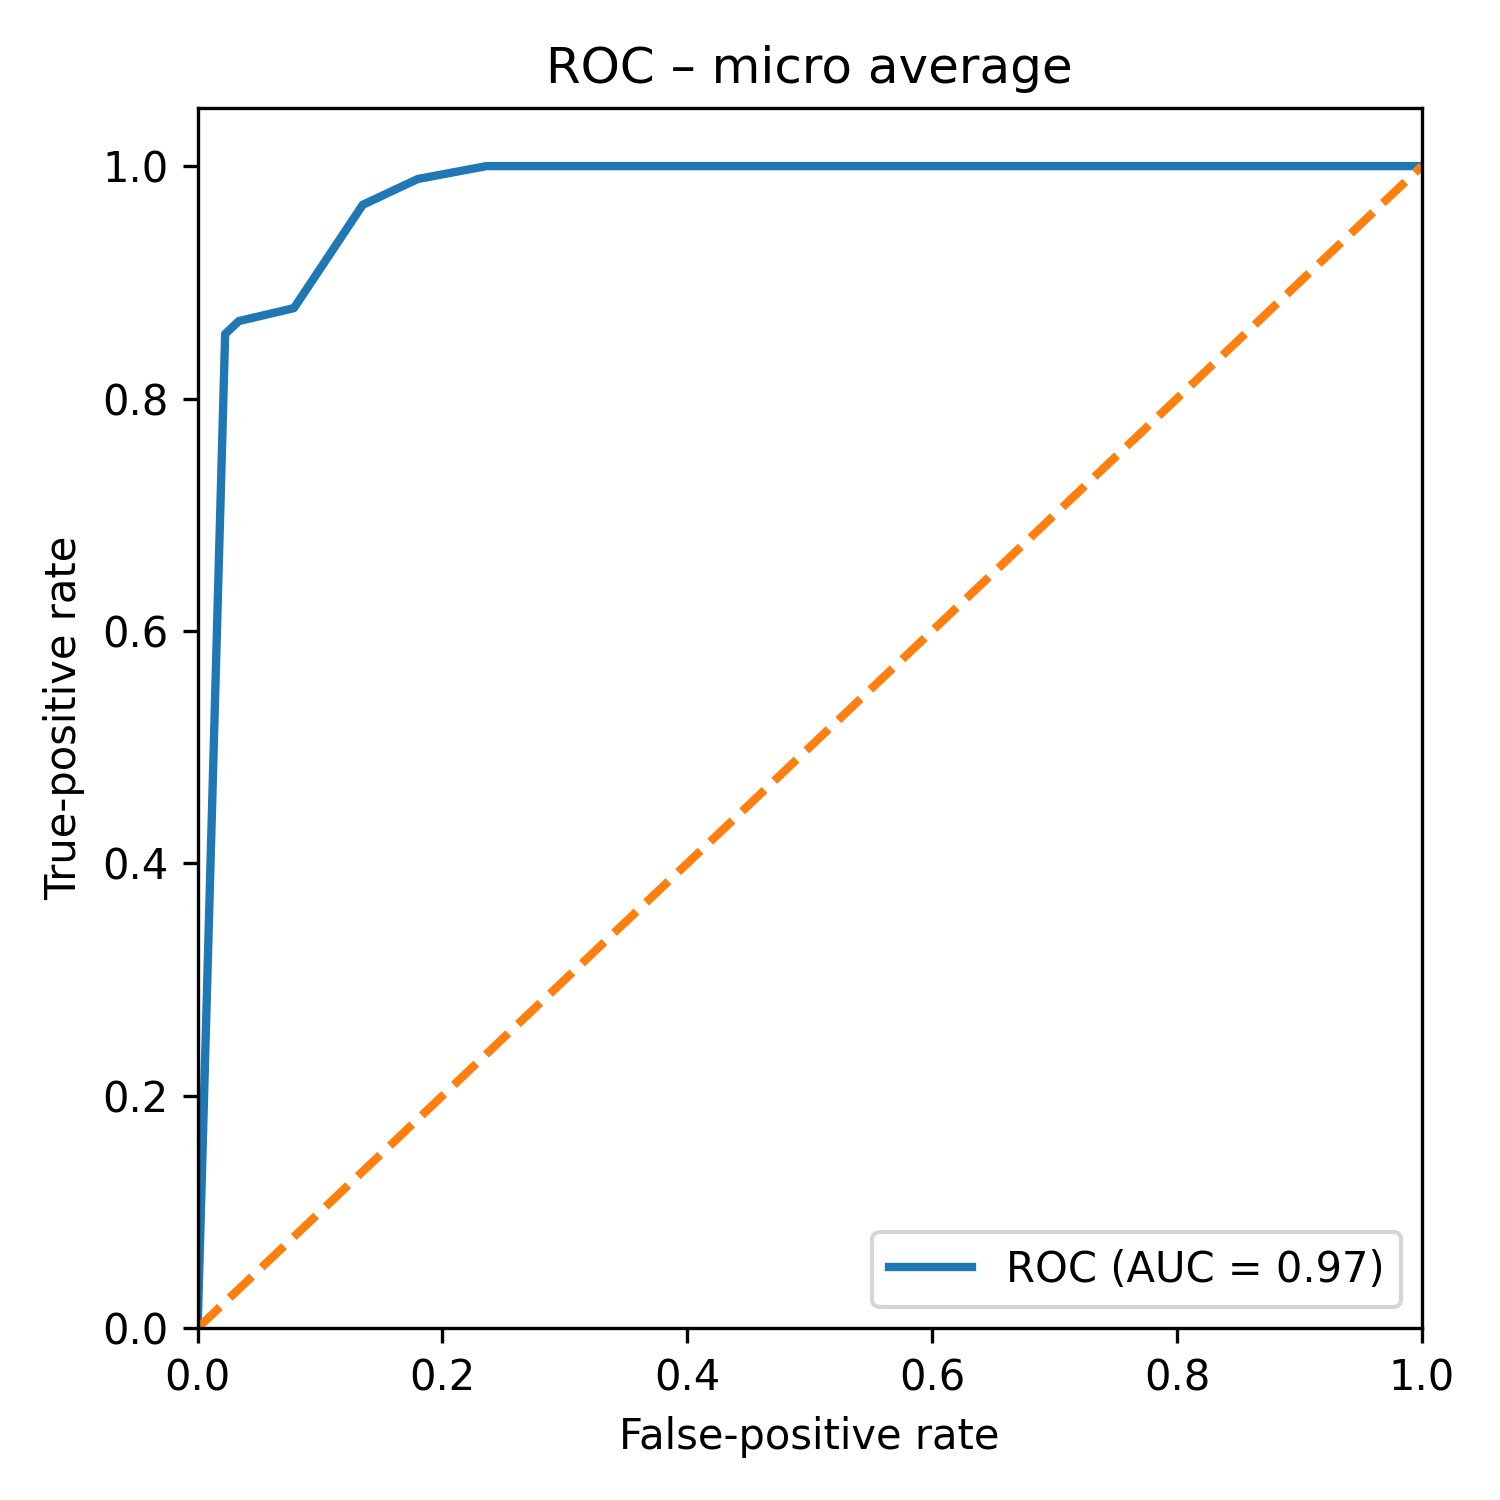 ROC – micro average
1.0
0.8
0.6
0.4
0.2
0.0
True-positive rate
0.0 0.2 0.4 0.6 0.8 1.0
False-positive rate
ROC (AUC = 0.97)